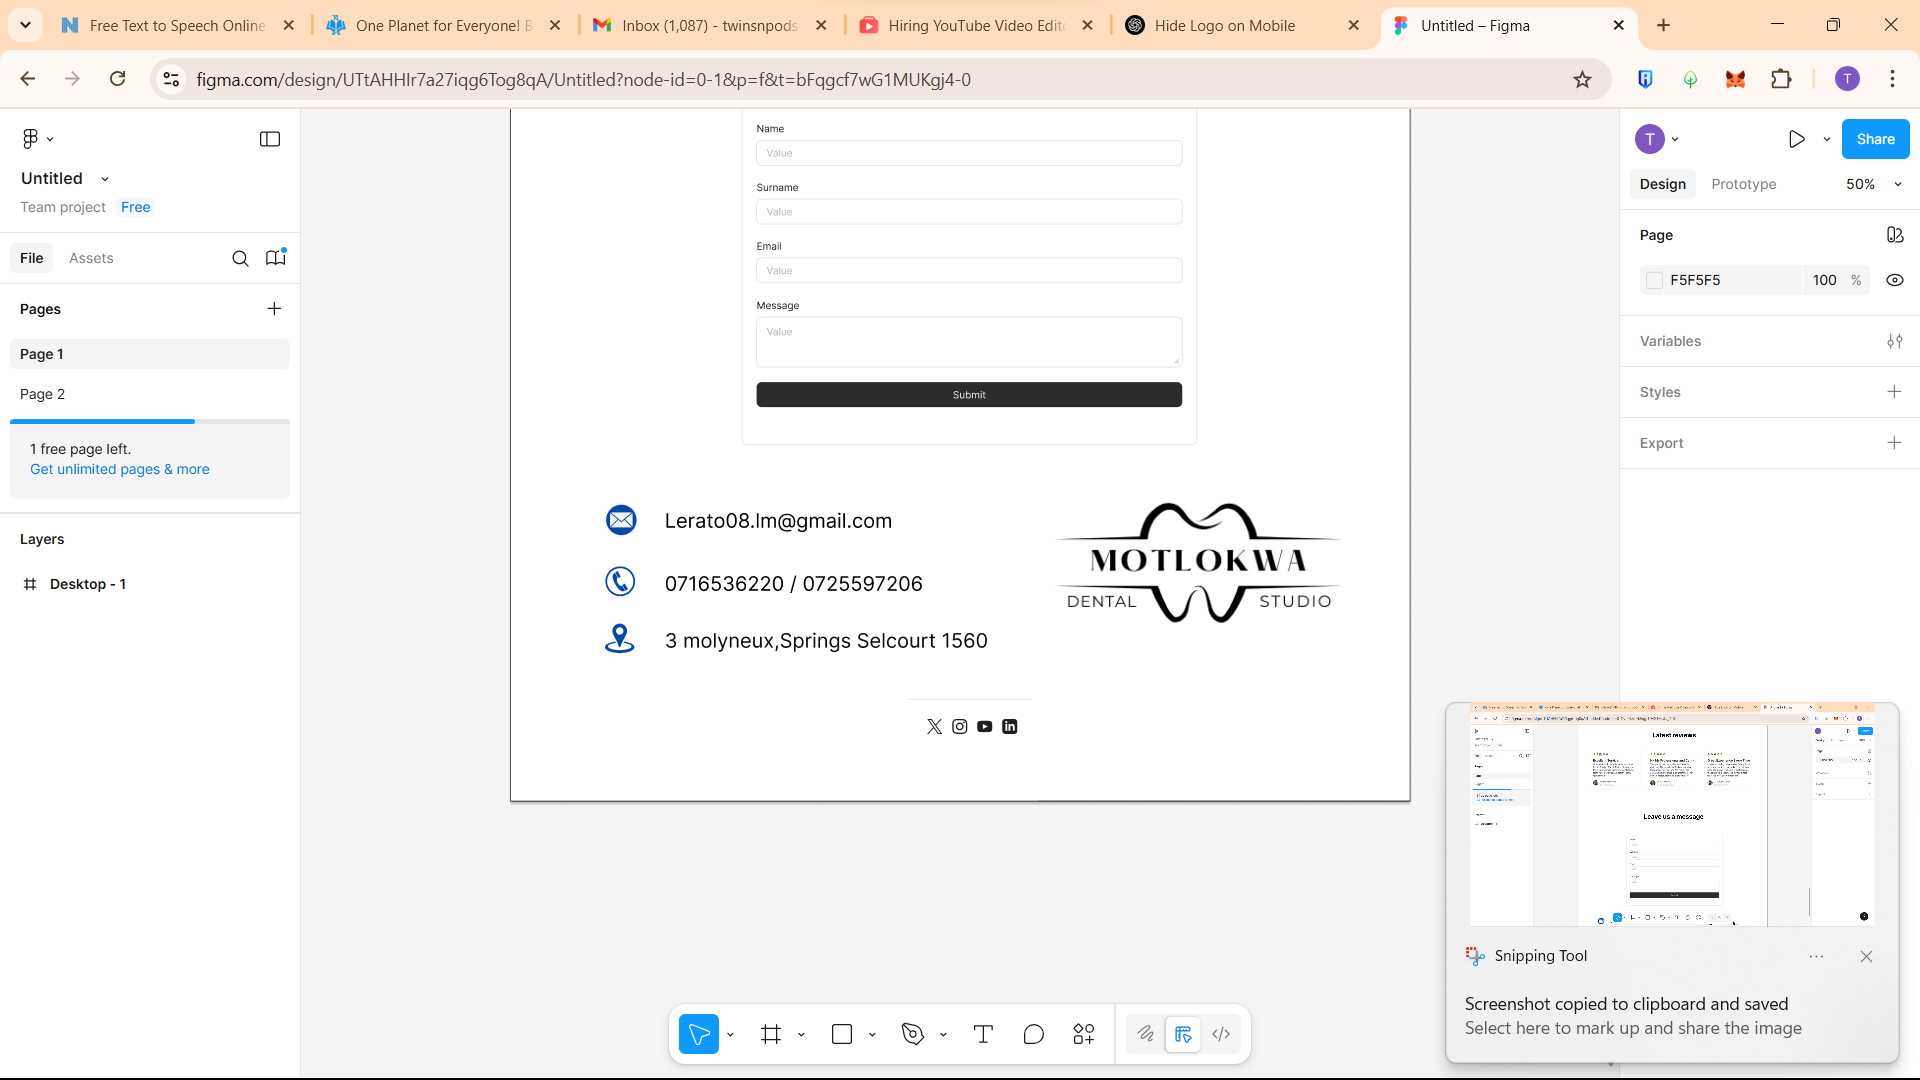 Free Text to Speech Online
One Planet for Everyone! B
Inbox (1,087) - twinsnpods
Hiring YouTube Video Edit
Hide Logo on Mobile
Untitled – Figma
figma.com/design/UTtAHHIr7a27iqg6Tog8qA/Untitled?node-id=0-1&p=f&t=bFqgcf7wG1MUKgj4-0
T
Untitled
Team project Free
File Assets
Pages
Page 1
Page 2
1 free page left.
Get unlimited pages & more
Layers
Desktop - 1
Name
Value
Surname
Value
Email
Value
Message
Value
Submit
Lerato08.lm@gmail.com
0716536220 / 0725597206
3 molyneux,Springs Selcourt 1560
MOTLOKWA
DENTAL STUDIO
T
Share
Design Prototype 50%
Page
F5F5F5 100 %
Variables
Styles
Export
Latest reviews
Leave us a message
Snipping Tool
Screenshot copied to clipboard and saved
Select here to mark up and share the image